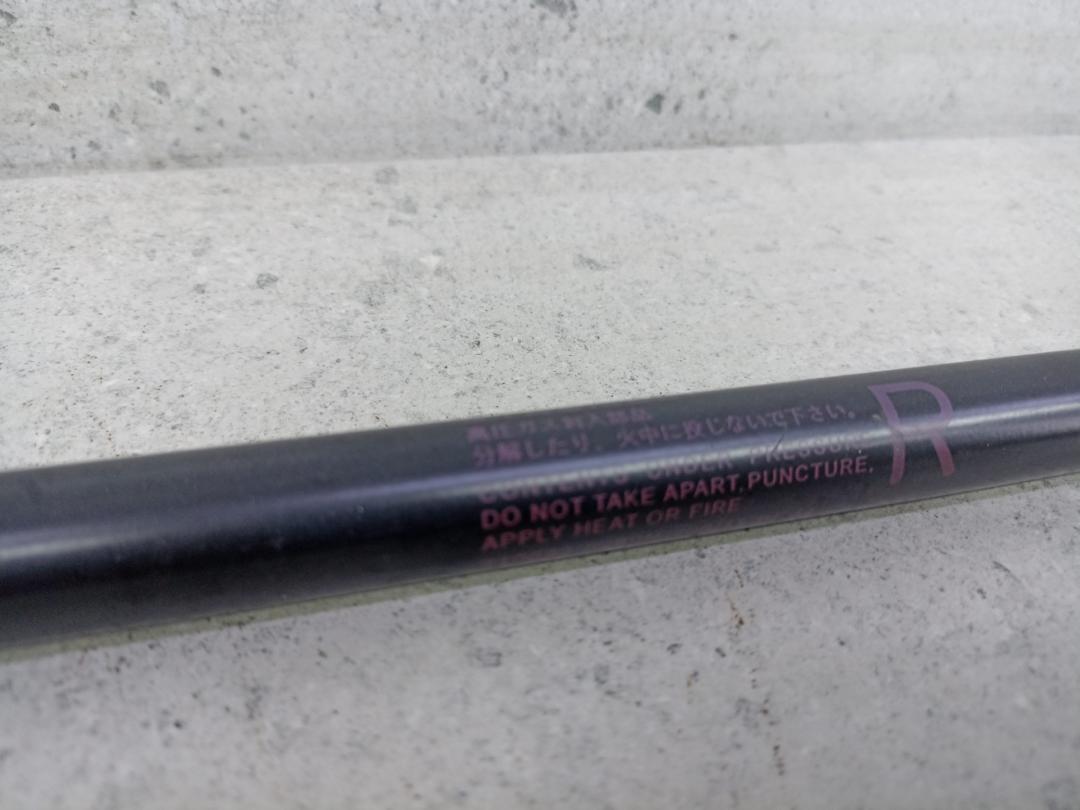 高圧ガス封入部品
分解したり、火中に投じないで下さい。
CONTENTS UNDER PRESSURE
DO NOT TAKE APART.PUNCTURE.
APPLY HEAT OR FIRE
R